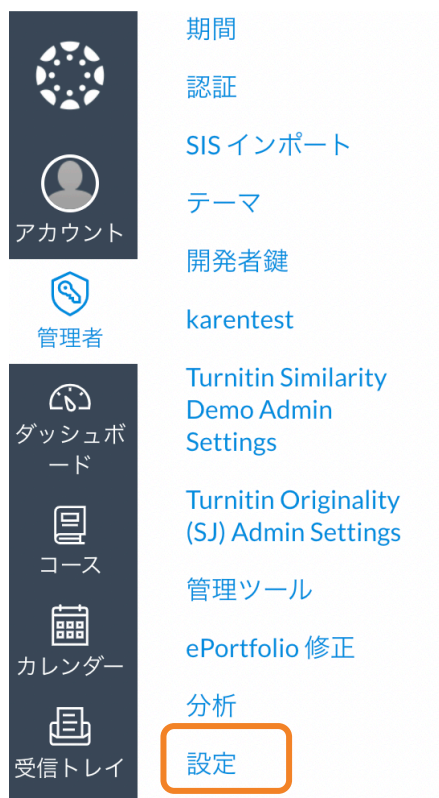 アカウント
管理者
ダッシュボ
ード
コース
カレンダー
受信トレイ
期間
認証
SIS インポート
テーマ
開発者鍵
karentest
Turnitin Similarity
Demo Admin
Settings
Turnitin Originality
(SJ) Admin Settings
管理ツール
ePortfolio 修正
分析
設定